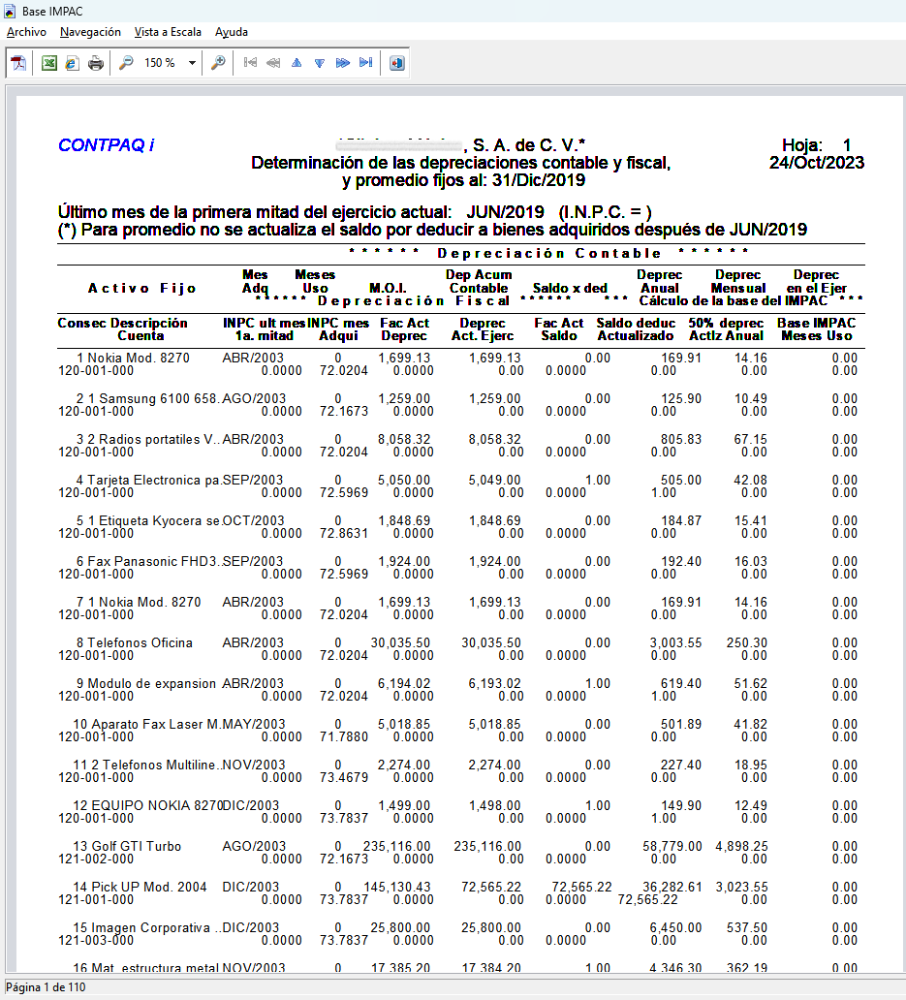 Base IMPAC
Archivo Navegación Vista a Escala Ayuda
150 %
CONTPAQ i , S. A. de C. V.* Hoja: 1
Determinación de las depreciaciones contable y fiscal, 24/Oct/2023
y promedio fijos al: 31/Dic/2019
Último mes de la primera mitad del ejercicio actual: JUN/2019 (I.N.P.C. = )
(*) Para promedio no se actualiza el saldo por deducir a bienes adquiridos después de JUN/2019
* * * * * * Depreciación Contable * * * * * *
Mes Meses Dep Acum Deprec Deprec Deprec
Activo Fijo Adq Uso M.O.I. Contable Saldo x ded Anual Mensual en el Ejer
* * * * * * Depreciación Fiscal * * * * * * * * * Cálculo de la base del IMPAC * * *
Consec Descripción INPC ult mes INPC mes Fac Act Deprec Fac Act Saldo deduc 50% deprec Base IMPAC
Cuenta 1a. mitad Adqui Deprec Act. Ejerc Saldo Actualizado Actlz Anual Meses Uso
1 Nokia Mod. 8270 ABR/2003 0 1,699.13 1,699.13 0.00 169.91 14.16 0.00
120-001-000 0.0000 72.0204 0.0000 0.00 0.0000 0.00 0.00 0.00
2 1 Samsung 6100 658. AGO/2003 0 1,259.00 1,259.00 0.00 125.90 10.49 0.00
120-001-000 0.0000 72.1673 0.0000 0.00 0.0000 0.00 0.00 0.00
3 2 Radios portatiles V.. ABR/2003 0 8,058.32 8,058.32 0.00 805.83 67.15 0.00
120-001-000 0.0000 72.0204 0.0000 0.00 0.0000 0.00 0.00 0.00
4 Tarjeta Electronica pa. SEP/2003 0 5,050.00 5,049.00 1.00 505.00 42.08 0.00
120-001-000 0.0000 72.5969 0.0000 0.00 0.0000 1.00 0.00 0.00
5 1 Etiqueta Kyocera se. OCT/2003 0 1,848.69 1,848.69 0.00 184.87 15.41 0.00
120-001-000 0.0000 72.8631 0.0000 0.00 0.0000 0.00 0.00 0.00
6 Fax Panasonic FHD3.. SEP/2003 0 1,924.00 1,924.00 0.00 192.40 16.03 0.00
120-001-000 0.0000 72.5969 0.0000 0.00 0.0000 0.00 0.00 0.00
7 1 Nokia Mod. 8270 ABR/2003 0 1,699.13 1,699.13 0.00 169.91 14.16 0.00
120-001-000 0.0000 72.0204 0.0000 0.00 0.0000 0.00 0.00 0.00
8 Telefonos Oficina ABR/2003 0 30,035.50 30,035.50 0.00 3,003.55 250.30 0.00
120-001-000 0.0000 72.0204 0.0000 0.00 0.0000 0.00 0.00 0.00
9 Modulo de expansion ABR/2003 0 6,194.02 6,193.02 1.00 619.40 51.62 0.00
120-001-000 0.0000 72.0204 0.0000 0.00 0.0000 1.00 0.00 0.00
10 Aparato Fax Laser M. MAY/2003 0 5,018.85 5,018.85 0.00 501.89 41.82 0.00
120-001-000 0.0000 71.7880 0.0000 0.00 0.0000 0.00 0.00 0.00
11 2 Telefonos Multiline.. NOV/2003 0 2,274.00 2,274.00 0.00 227.40 18.95 0.00
120-001-000 0.0000 73.4679 0.0000 0.00 0.0000 0.00 0.00 0.00
12 EQUIPO NOKIA 8270 DIC/2003 0 1,499.00 1,498.00 1.00 149.90 12.49 0.00
120-001-000 0.0000 73.7837 0.0000 0.00 0.0000 1.00 0.00 0.00
13 Golf GTI Turbo AGO/2003 0 235,116.00 235,116.00 0.00 58,779.00 4,898.25 0.00
121-002-000 0.0000 72.1673 0.0000 0.00 0.0000 0.00 0.00 0.00
14 Pick UP Mod. 2004 DIC/2003 0 145,130.43 72,565.22 72,565.22 36,282.61 3,023.55 0.00
121-001-000 0.0000 73.7837 0.0000 0.00 0.0000 72,565.22 0.00 0.00
15 Imagen Corporativa .. DIC/2003 0 25,800.00 25,800.00 0.00 6,450.00 537.50 0.00
121-003-000 0.0000 73.7837 0.0000 0.00 0.0000 0.00 0.00 0.00
16 Mat. estructura metal NOV/2003 0 17,385.20 17,384.20 1.00 4,346.30 362.19 0.00
Página 1 de 110